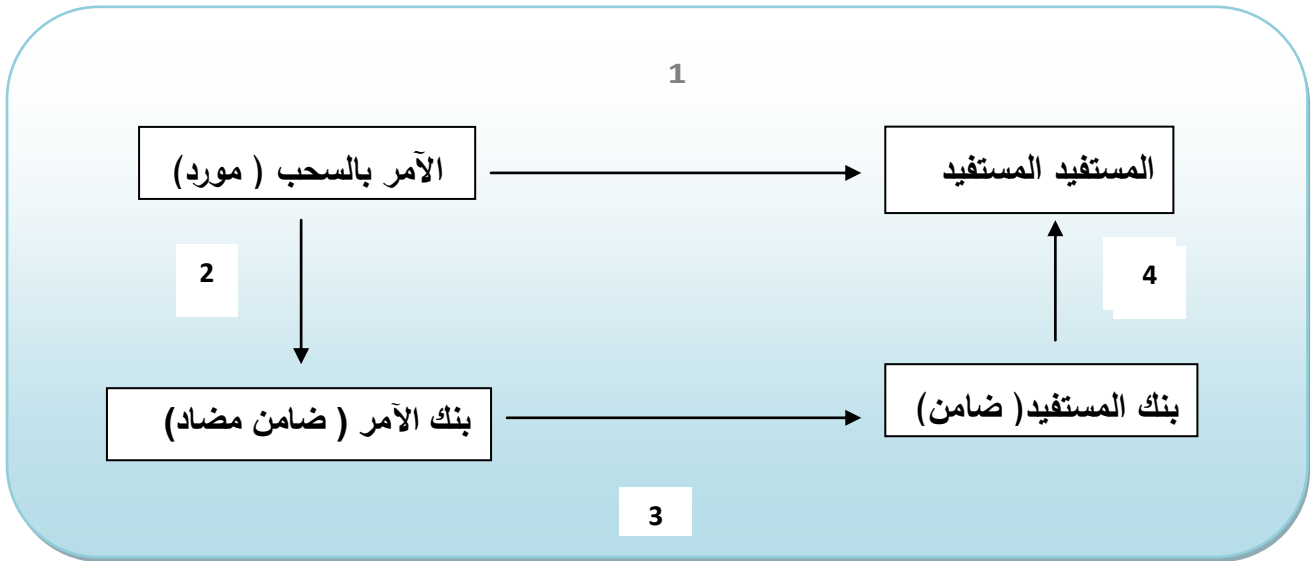 1
الآمر بالسحب ( مورد)
المستفيد المستفيد
2
4
بنك الآمر ( ضامن مضاد)
بنك المستفيد( ضامن)
3